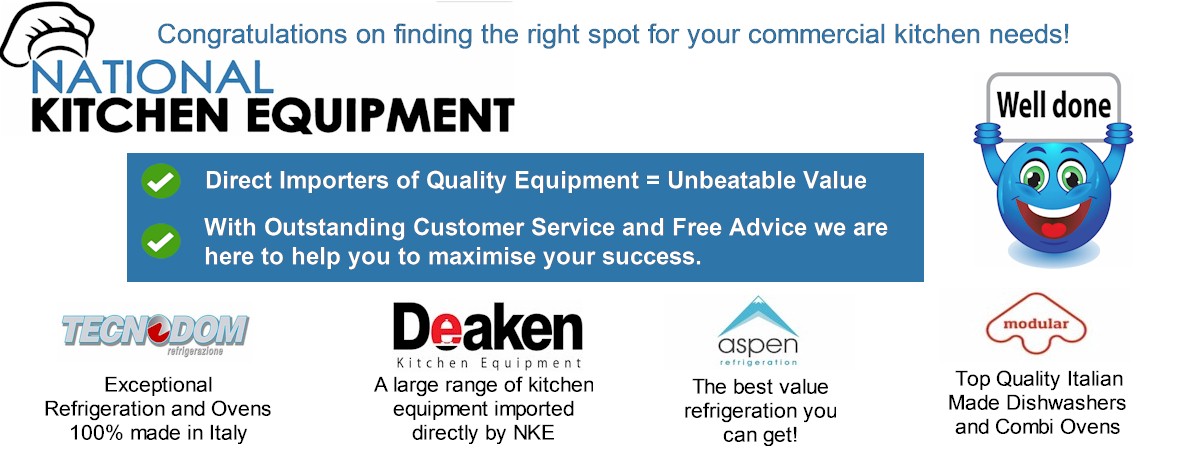 Congratulations on finding the right spot for your commercial kitchen needs!
NATIONAL
KITCHEN EQUIPMENT
Well done
Direct Importers of Quality Equipment = Unbeatable Value
With Outstanding Customer Service and Free Advice we are
here to help you to maximise your success.
TECNODOM
refrigerazione
Exceptional
Refrigeration and Ovens
100% made in Italy
Deaken
Kitchen Equipment
A large range of kitchen
equipment imported
directly by NKE
aspen
refrigeration
The best value
refrigeration you
can get!
modular
Top Quality Italian
Made Dishwashers
and Combi Ovens